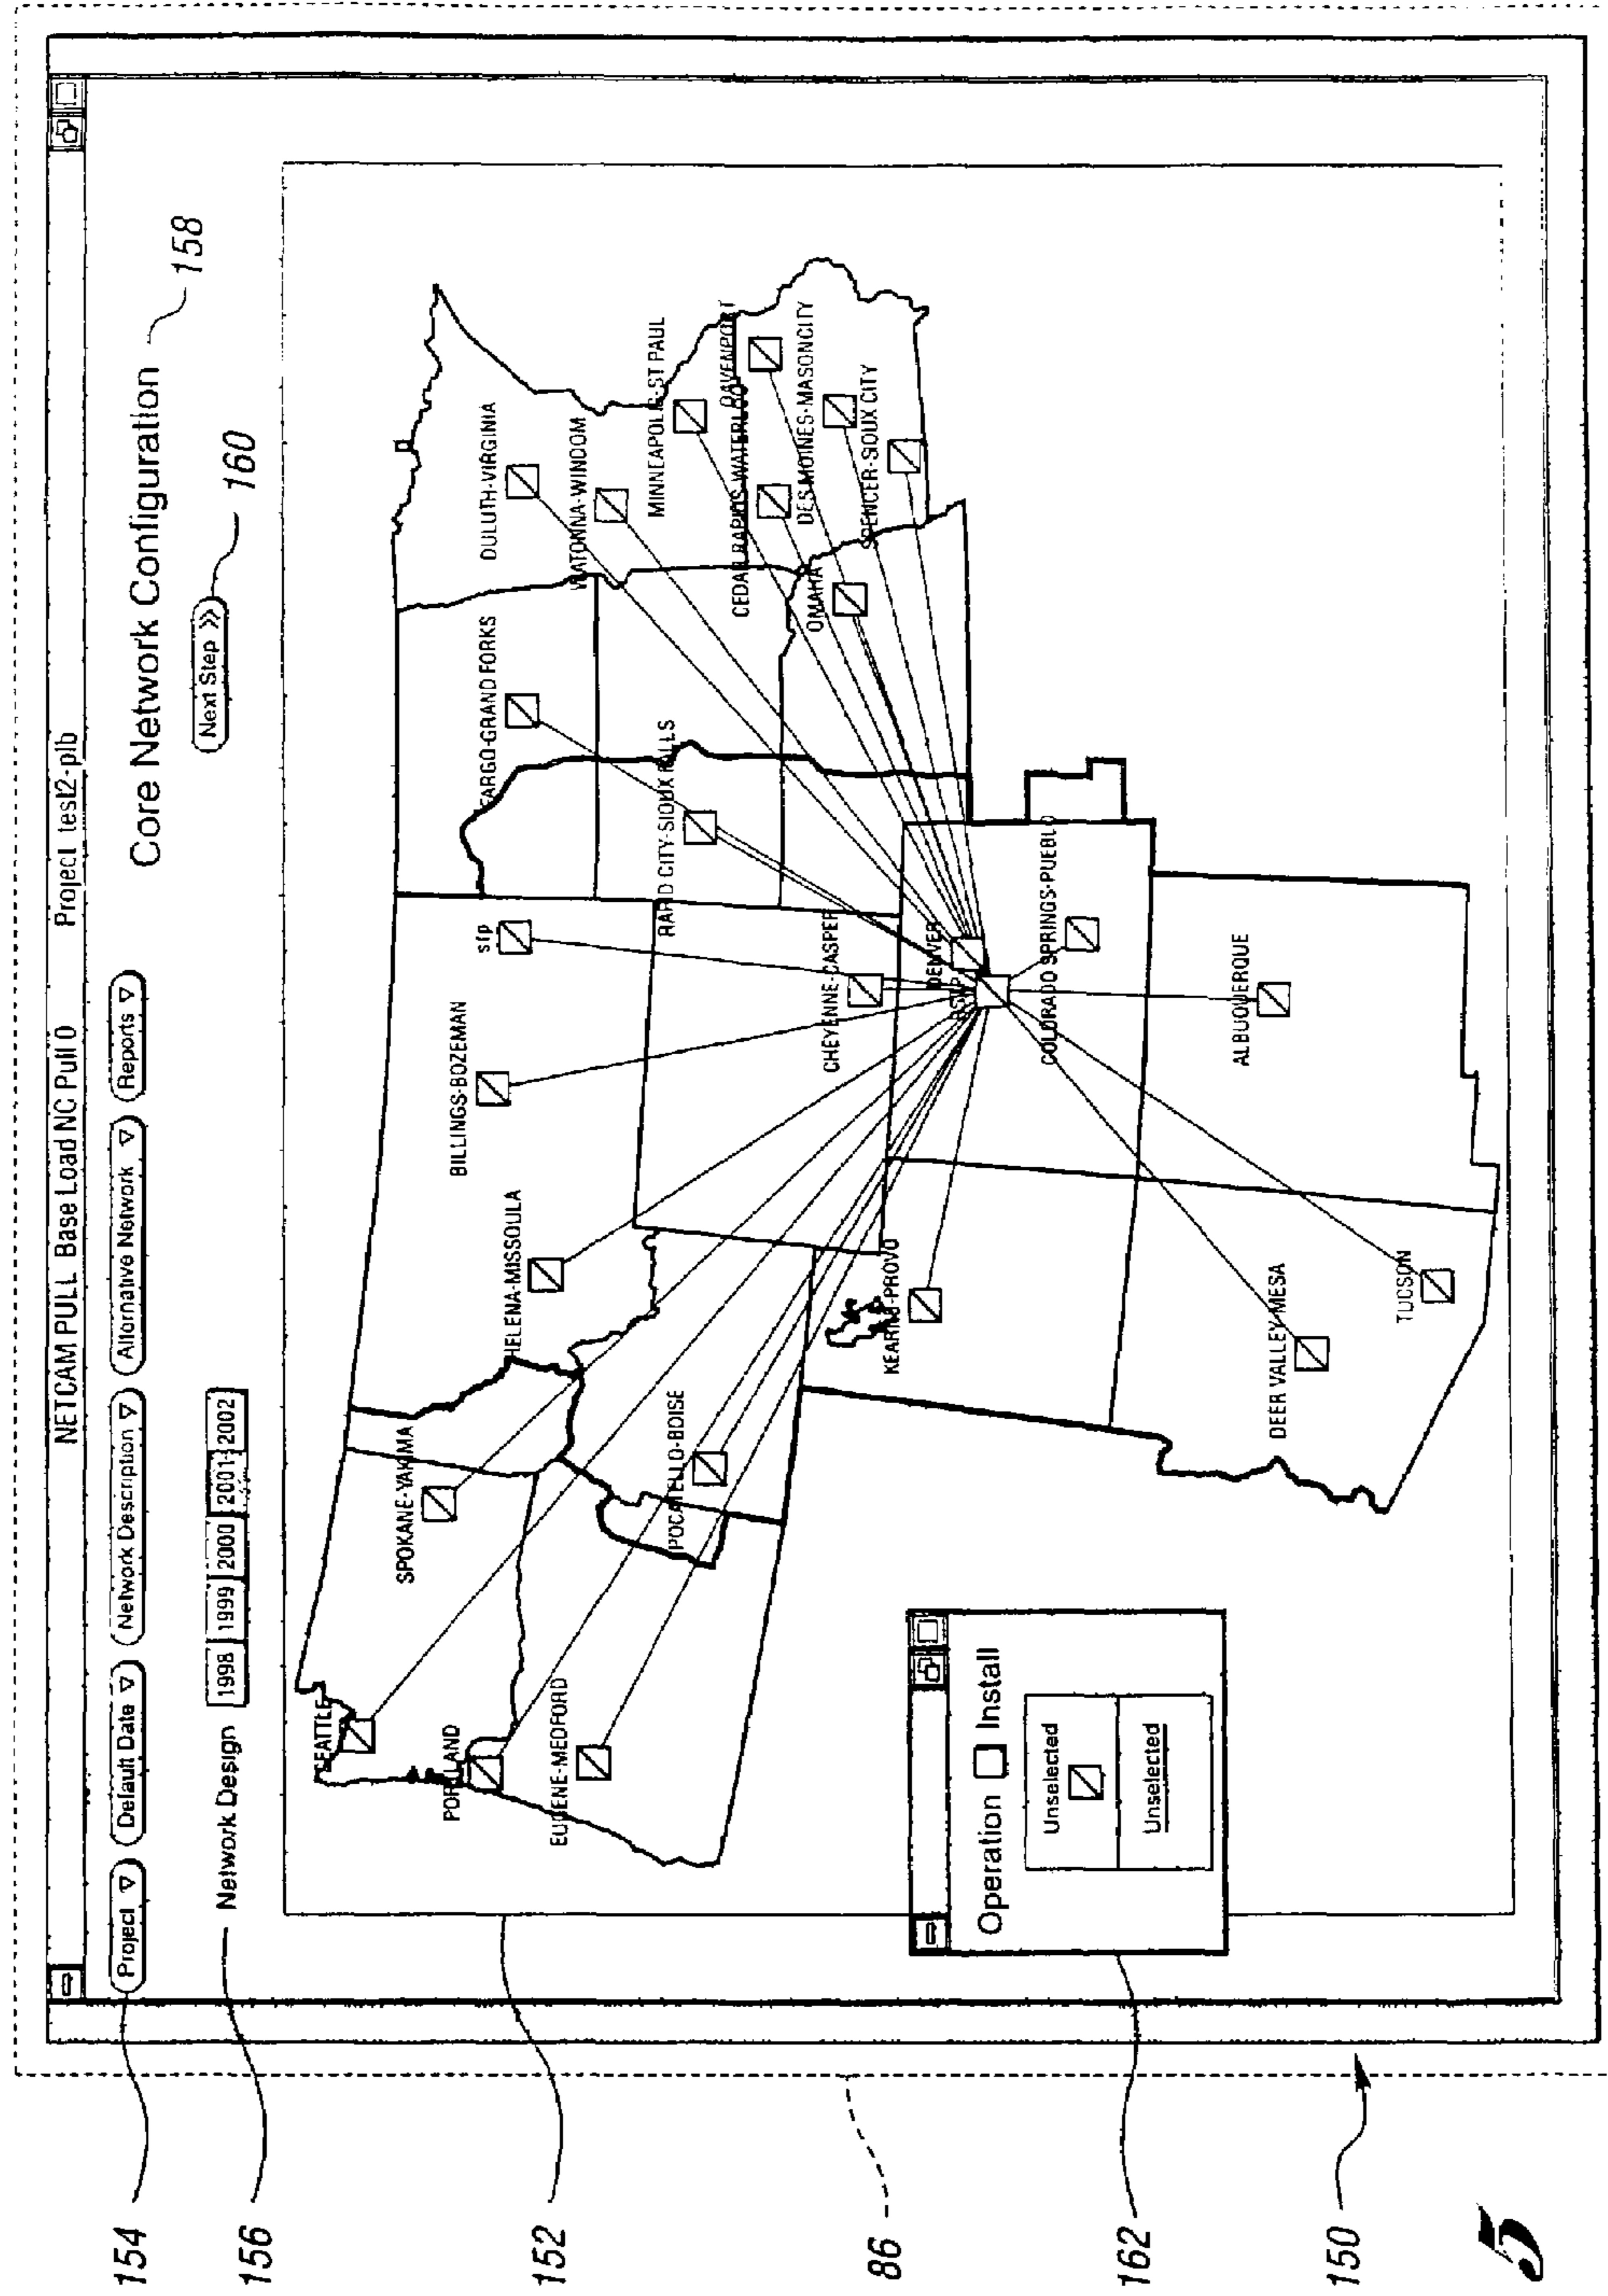 NETCAM PULL Base Load NC Pull 0 Project test2-plb
Project Default Date Network Description Alternative Network Reports
Core Network Configuration
158
Network Design 1998 1999 2000 2001 2002
Next Step >>
160
154
156
152
86
162
150
5
SEATTLE
SPOKANE-YAKIMA
PORTLAND
EUGENE-MEDFORD
POCATELLO-BOISE
HELENA-MISSOULA
BILLINGS-BOZEMAN
sfp
FARGO-GRAND FORKS
DULUTH-VIRGINIA
WATONNA-WINDOM
MINNEAPOLIS-ST PAUL
RAPID CITY-SIOUX FALLS
CEDAR RAPIDS-WATERLOO
DAVENPORT
DES MOINES-MASONCITY
OMAHA
SPENCER-SIOUX CITY
CHEYENNE-CASPER
DENVER
KEARNS-PROVO
COLORADO SPRINGS-PUEBLO
ALBUQUERQUE
DEER VALLEY-MESA
TUCSON
Operation Install
Unselected
Unselected